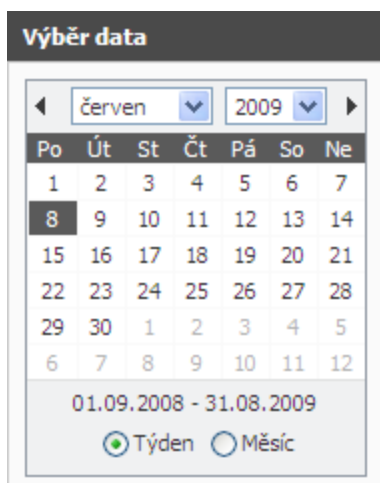 Výběr data
červen 2009
Po Út St Čt Pá So Ne
1 2 3 4 5 6 7
8 9 10 11 12 13 14
15 16 17 18 19 20 21
22 23 24 25 26 27 28
29 30 1 2 3 4 5
6 7 8 9 10 11 12
01.09.2008 - 31.08.2009
Týden Měsíc